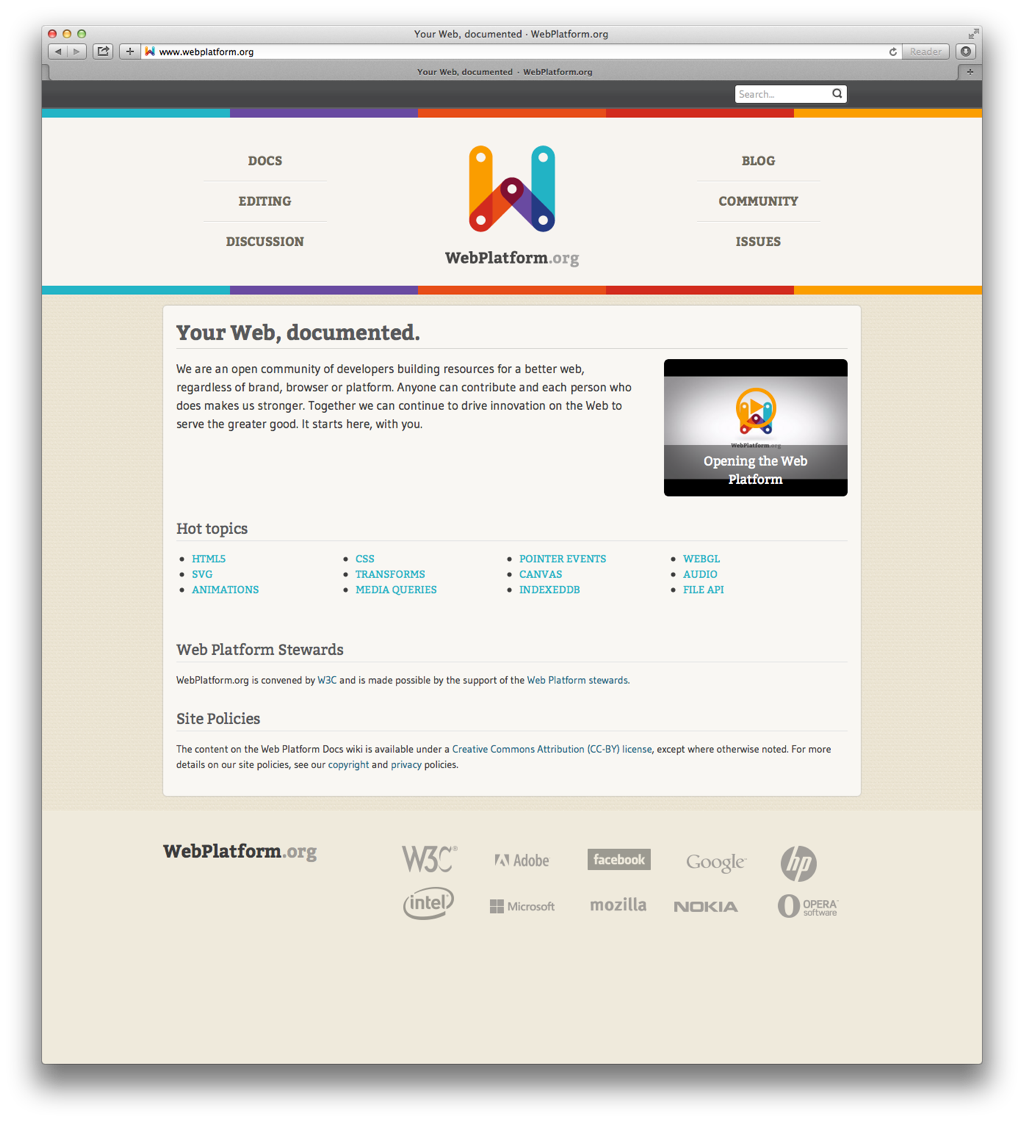 Your Web, documented · WebPlatform.org
www.webplatform.org
Reader
Your Web, documented · WebPlatform.org
Search...
DOCS
EDITING
DISCUSSION
WebPlatform.org
BLOG
COMMUNITY
ISSUES
Your Web, documented.
We are an open community of developers building resources for a better web,
regardless of brand, browser or platform. Anyone can contribute and each person who
does makes us stronger. Together we can continue to drive innovation on the Web to
serve the greater good. It starts here, with you.
WebPlatform.org
Opening the Web
Platform
Hot topics
HTML5
SVG
ANIMATIONS
CSS
TRANSFORMS
MEDIA QUERIES
POINTER EVENTS
CANVAS
INDEXEDDB
WEBGL
AUDIO
FILE API
Web Platform Stewards
WebPlatform.org is convened by W3C and is made possible by the support of the Web Platform stewards.
Site Policies
The content on the Web Platform Docs wiki is available under a Creative Commons Attribution (CC-BY) license, except where otherwise noted. For more
details on our site policies, see our copyright and privacy policies.
WebPlatform.org
W3C® Adobe facebook Google hp
intel Microsoft mozilla NOKIA OPERA
software